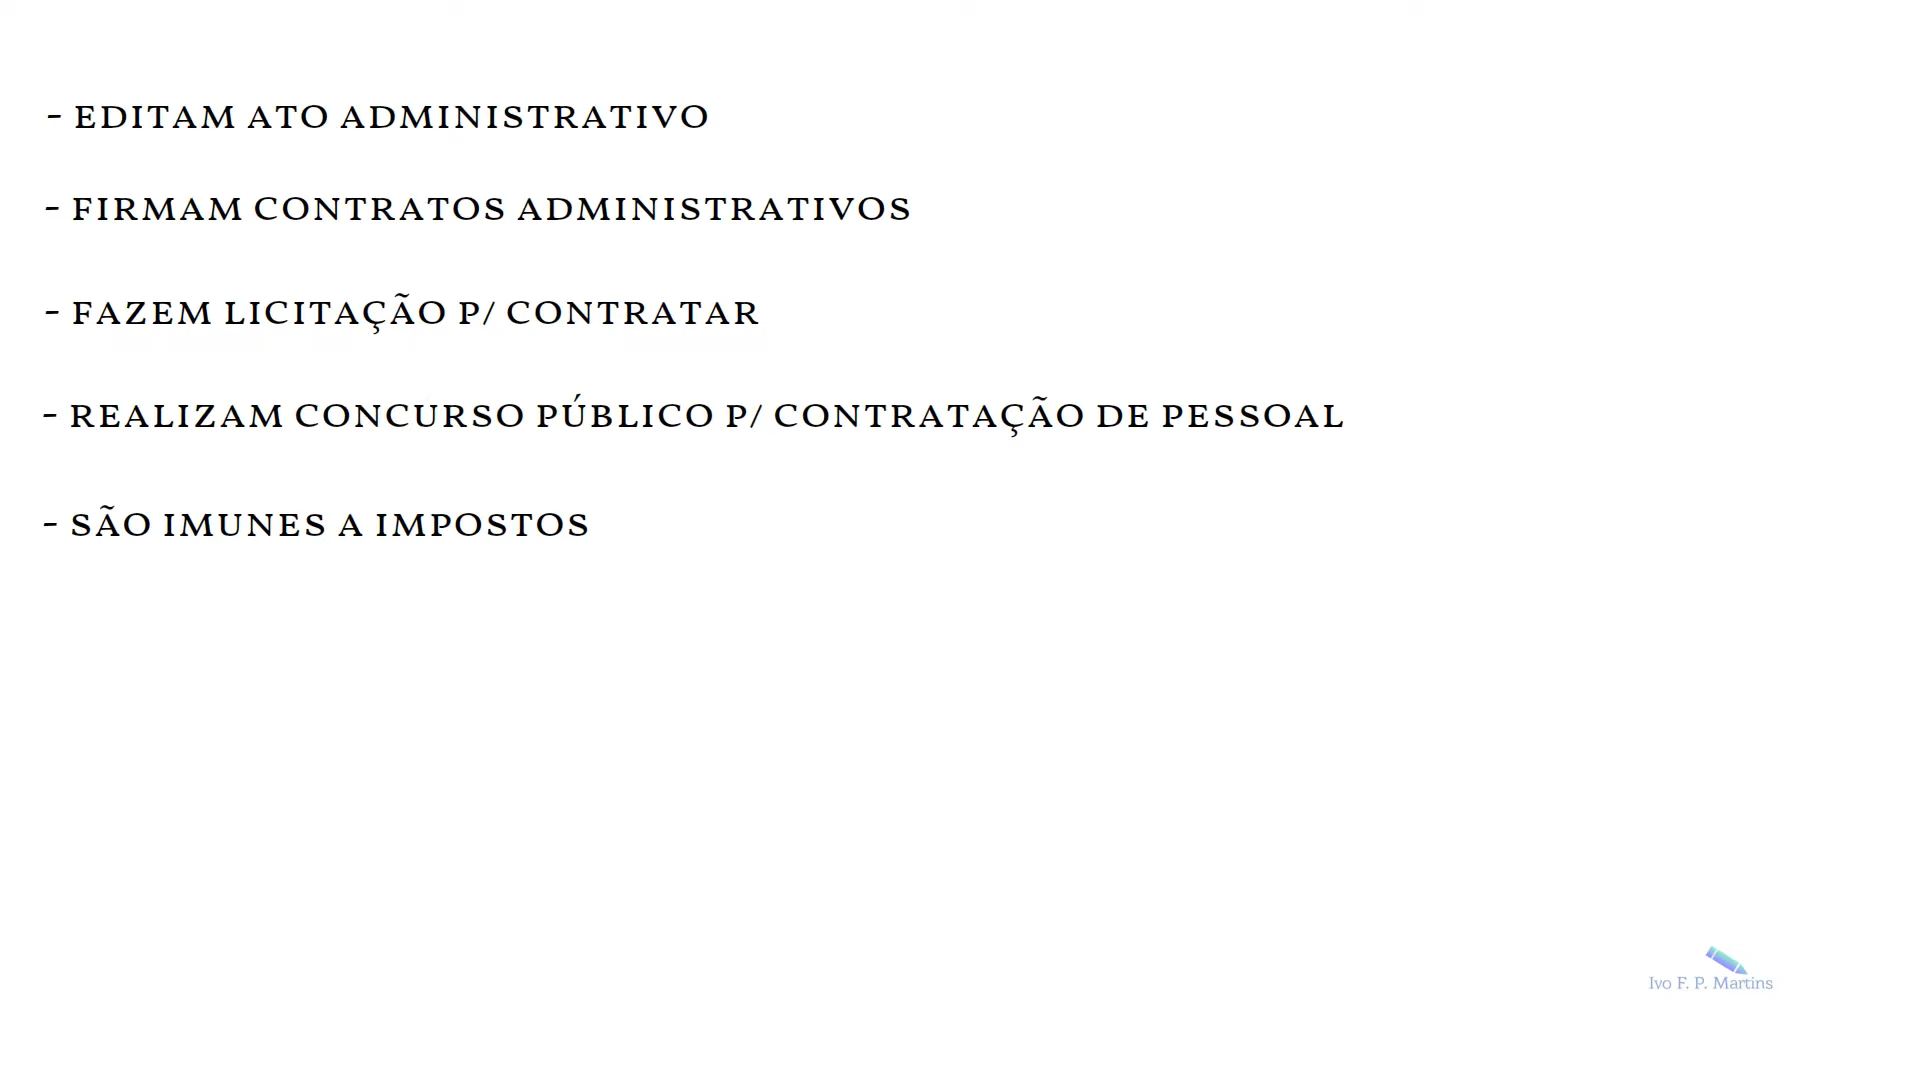 - EDITAM ATO ADMINISTRATIVO
- FIRMAM CONTRATOS ADMINISTRATIVOS
- FAZEM LICITAÇÃO P/ CONTRATAR
- REALIZAM CONCURSO PÚBLICO P/ CONTRATAÇÃO DE PESSOAL
- SÃO IMUNES A IMPOSTOS
Ivo F. P. Martins